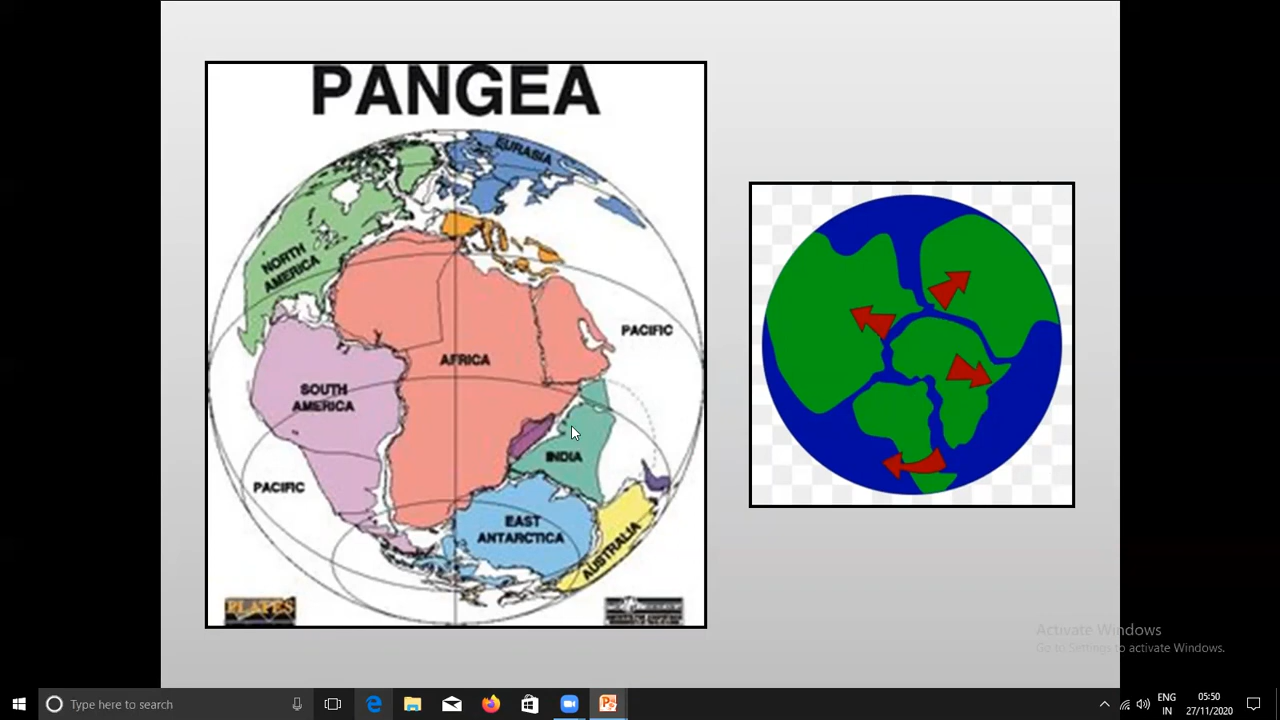 PANGEA
EURASIA
NORTH
AMERICA
PACIFIC
AFRICA
SOUTH
AMERICA
INDIA
PACIFIC
EAST
ANTARCTICA
AUSTRALIA
PLATES
Activate Windows
Go to Settings to activate Windows.
Type here to search
ENG
IN
05:50
27/11/2020